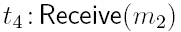 t₄ : Receive(m₂)